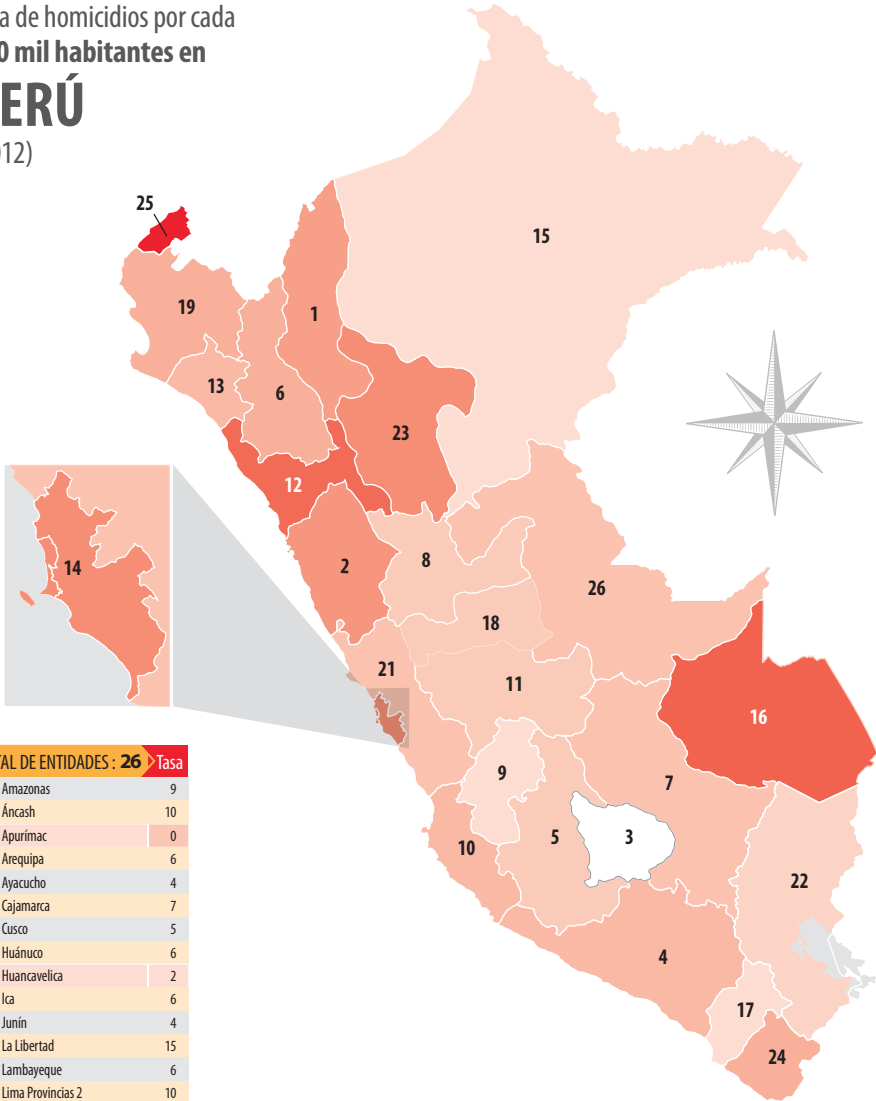 a de homicidios por cada
0 mil habitantes en
ERÚ
012)
25
15
19
1
13
6
23
12
14
2
8
26
18
21
11
16
9
7
5
3
10
22
4
17
24
TAL DE ENTIDADES : 26 Tasa
Amazonas 9
Áncash 10
Apurímac 0
Arequipa 6
Ayacucho 4
Cajamarca 7
Cusco 5
Huánuco 6
Huancavelica 2
Ica 6
Junín 4
La Libertad 15
Lambayeque 6
Lima Provincias 2 10